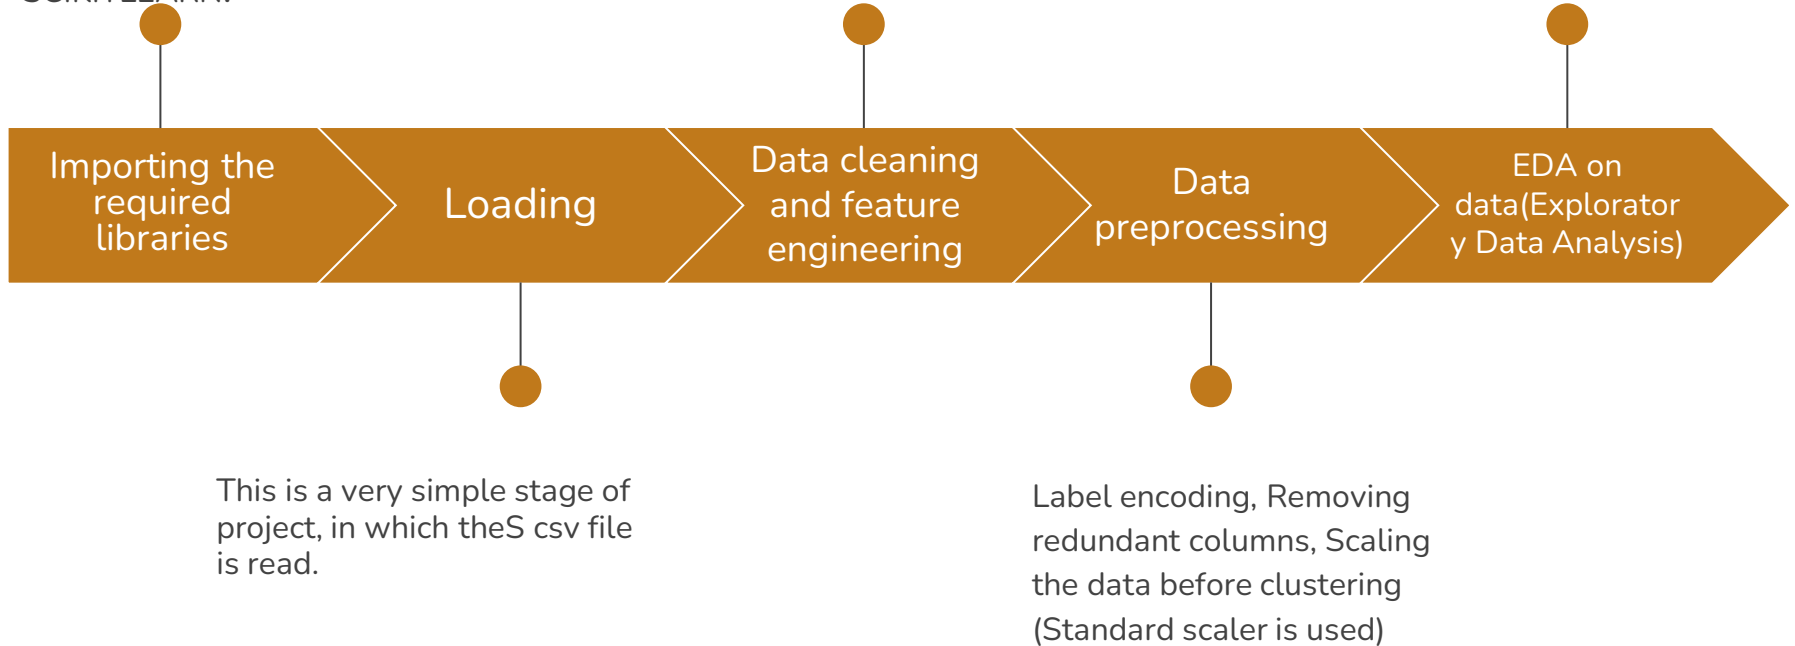 Importing the
required
libraries
Loading
Data cleaning
and feature
engineering
Data
preprocessing
EDA on
data(Explorator
y Data Analysis)
This is a very simple stage of
project, in which theS csv file
is read.
Label encoding, Removing
redundant columns, Scaling
the data before clustering
(Standard scaler is used)